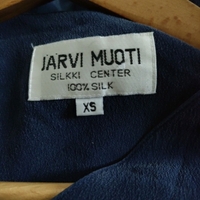 JARVI MUOTI
SILKKI CENTER
100% SILK
XS